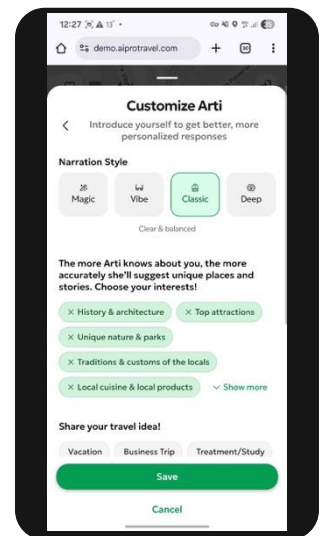 12:27
demo.aiprotravel.com
Customize Arti
Introduce yourself to get better, more
personalized responses
Narration Style
Magic
Vibe
Classic
Deep
Clear & balanced
The more Arti knows about you, the more
accurately she'll suggest unique places and
stories. Choose your interests!
× History & architecture
× Top attractions
× Unique nature & parks
× Traditions & customs of the locals
× Local cuisine & local products
Show more
Share your travel idea!
Vacation
Business Trip
Treatment/Study
Save
Cancel